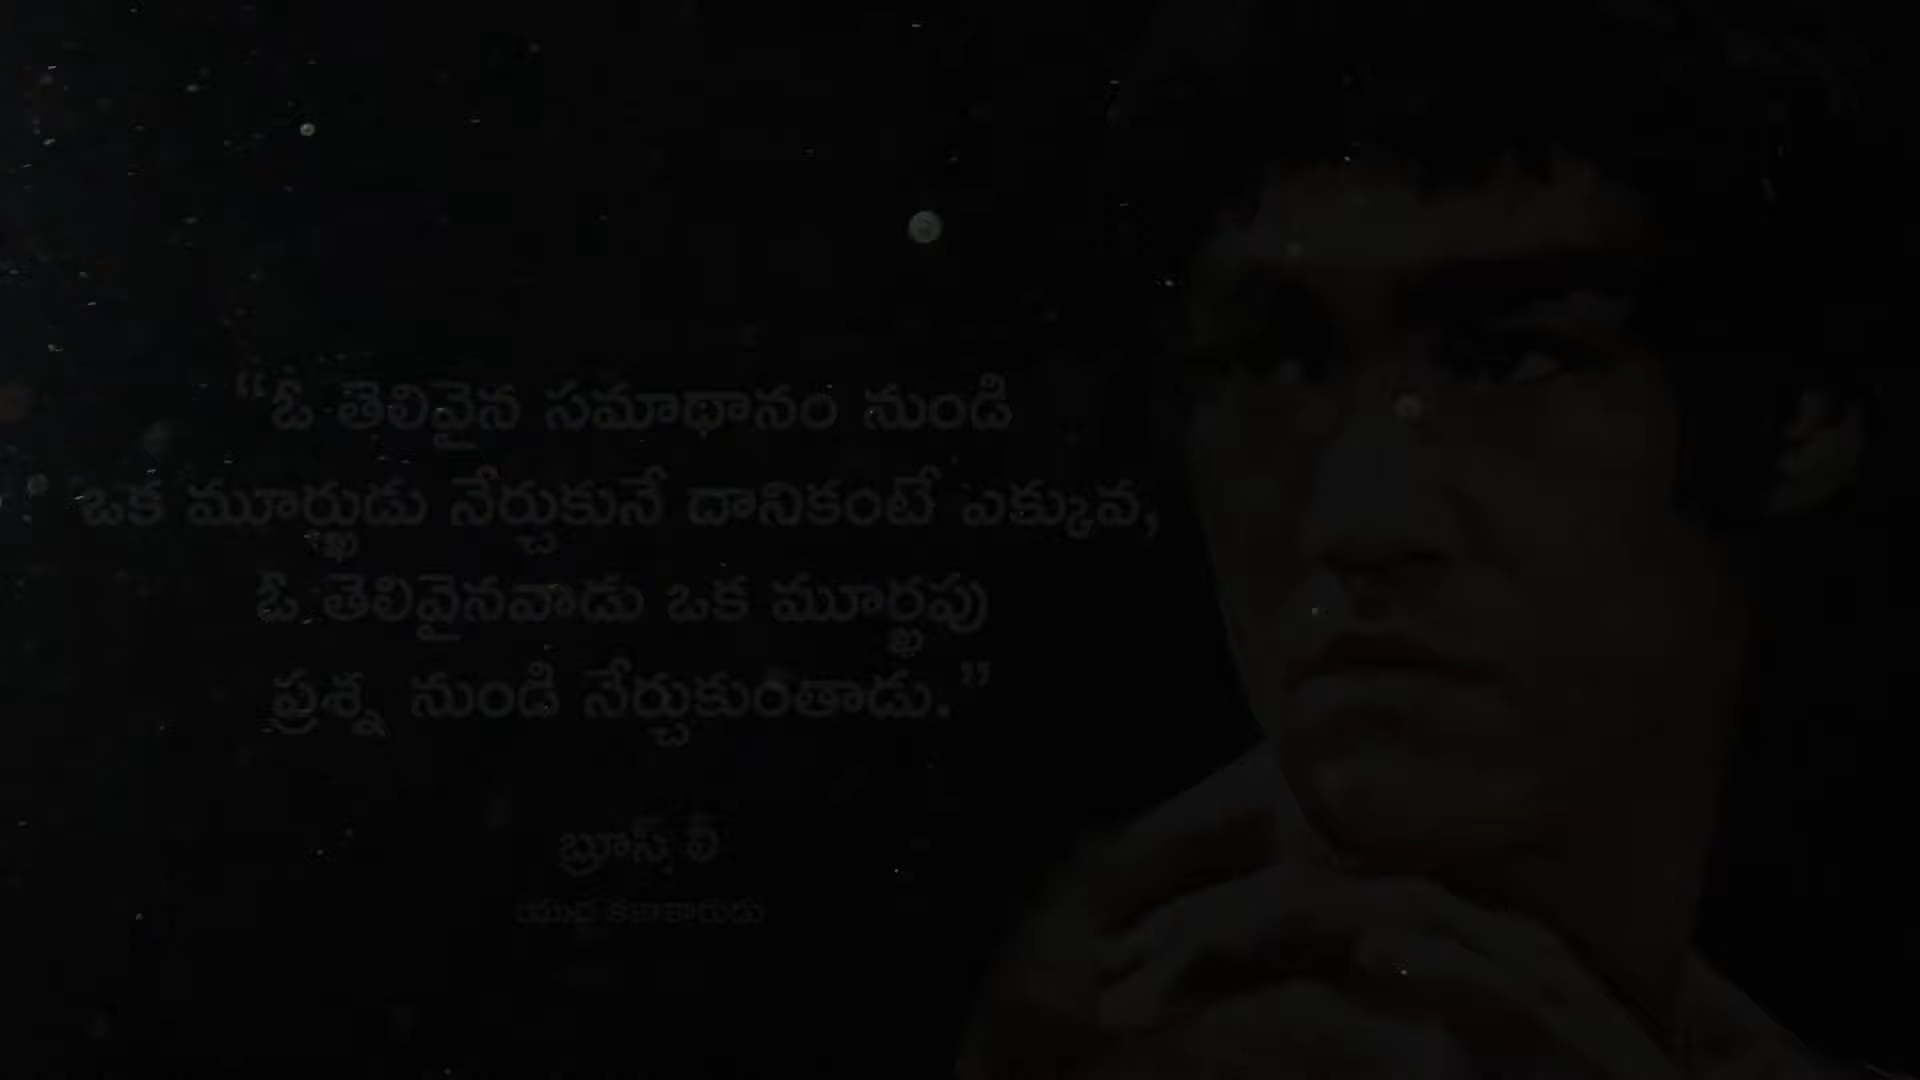 “ఓ తెలివైన సమాధానం నుండి
ఒక మూర్ఖుడు నేర్చుకునే దానికంటే ఎక్కువ,
ఓ తెలివైనవాడు ఒక మూర్ఖపు
ప్రశ్న నుండి నేర్చుకుంతాడు.”
బ్రూస్ లీ
యుద్ధ కళాకారుడు